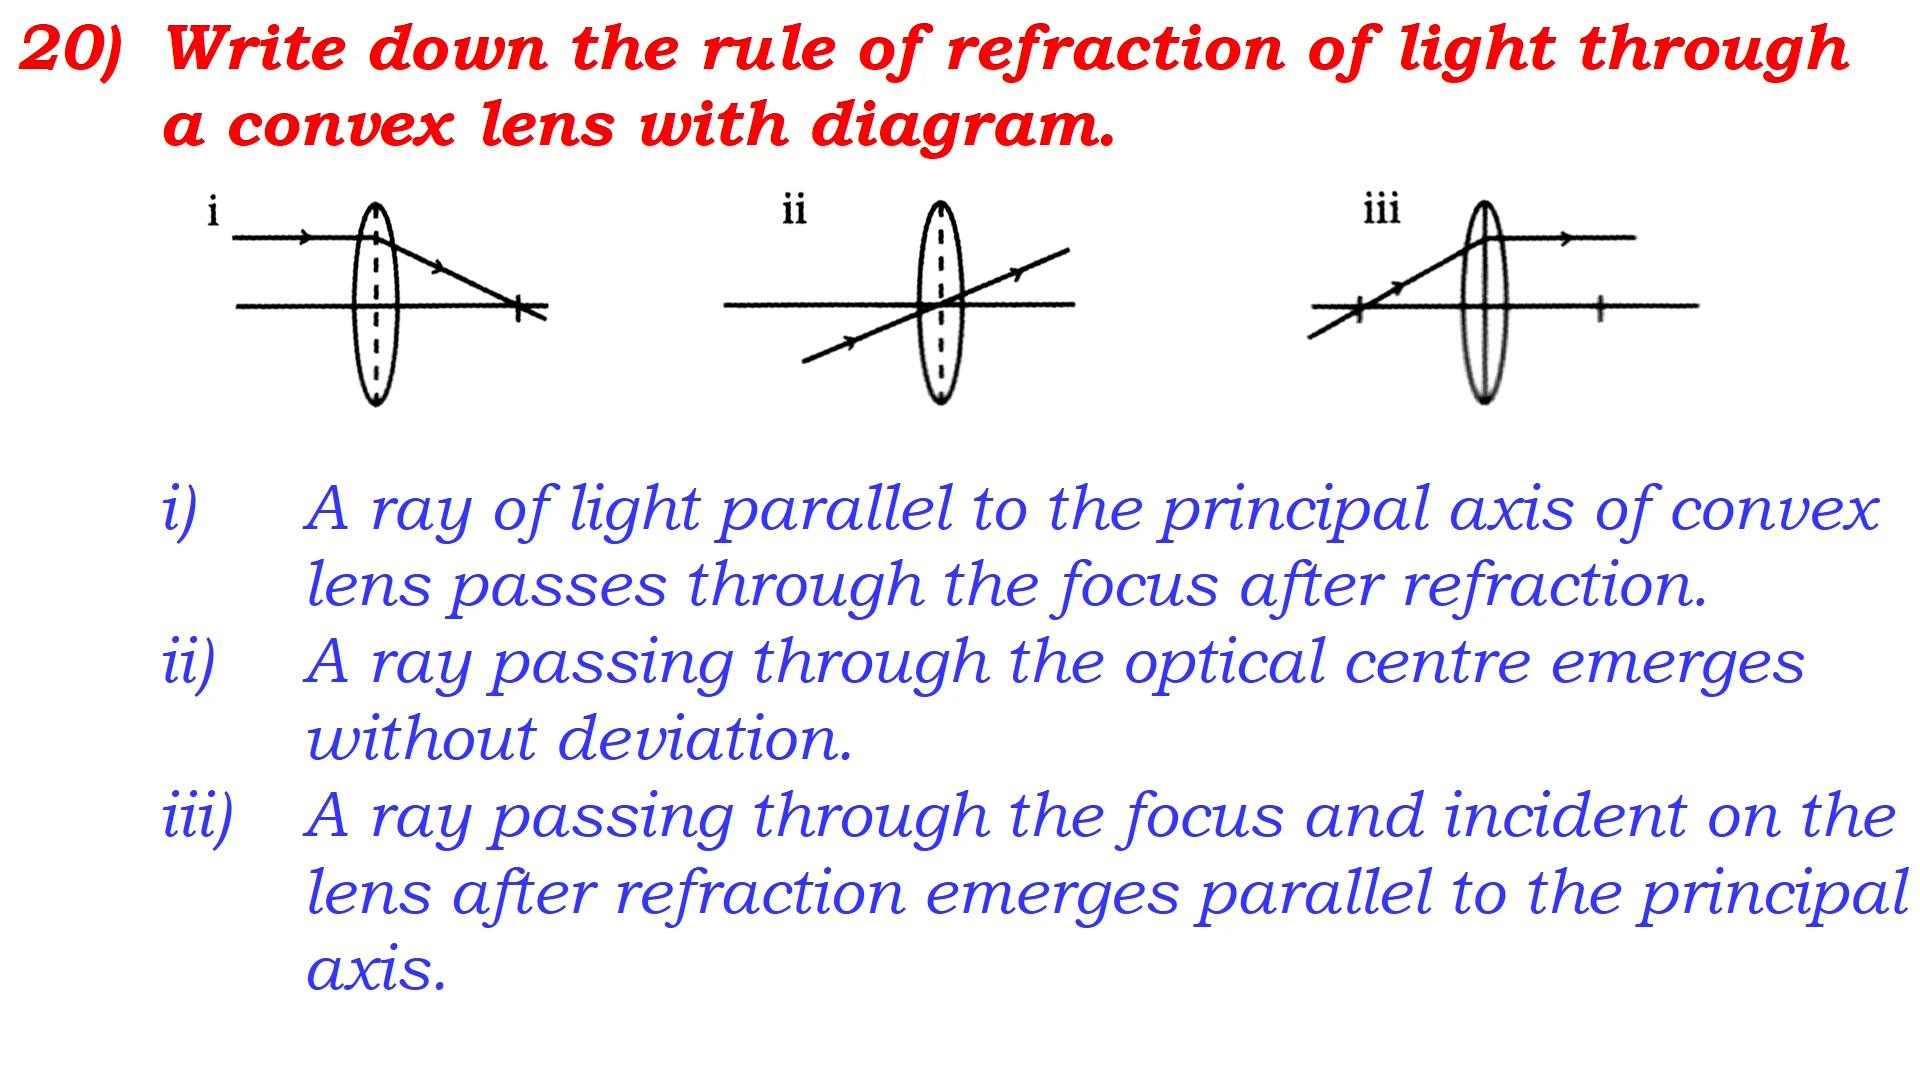 20) Write down the rule of refraction of light through
a convex lens with diagram.
i ii iii
i) A ray of light parallel to the principal axis of convex
lens passes through the focus after refraction.
ii) A ray passing through the optical centre emerges
without deviation.
iii) A ray passing through the focus and incident on the
lens after refraction emerges parallel to the principal
axis.